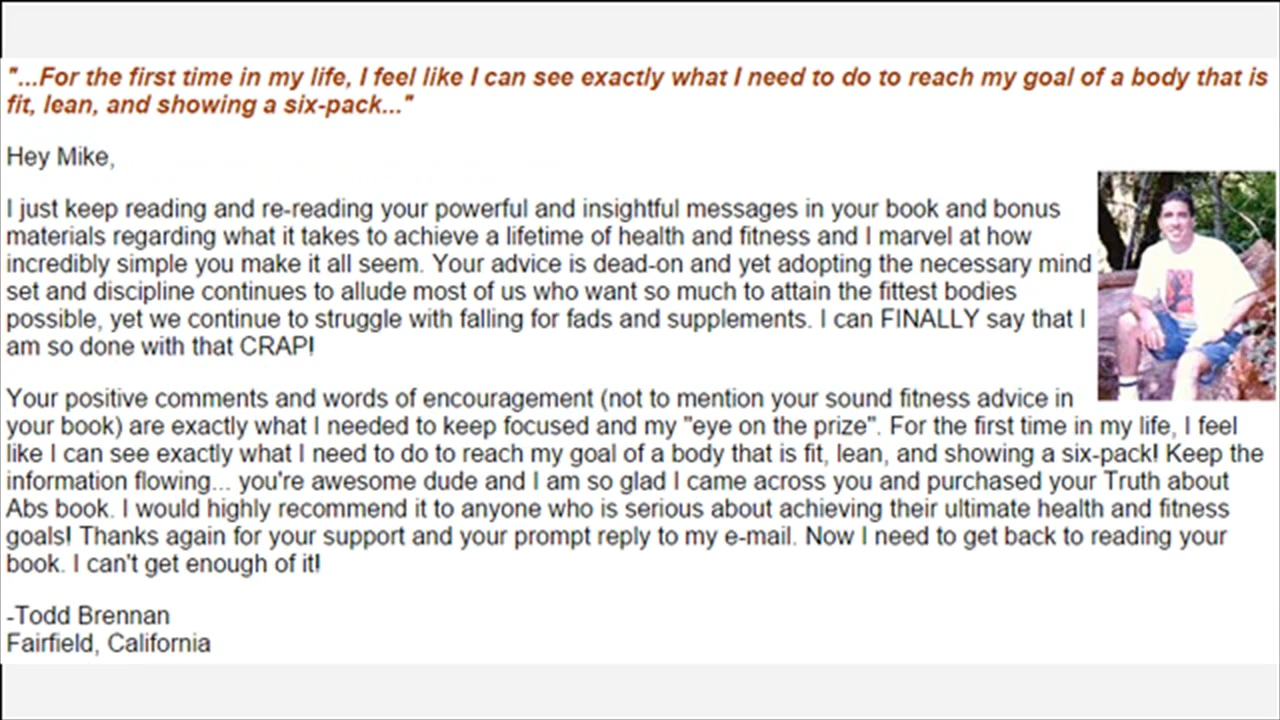 "...For the first time in my life, I feel like I can see exactly what I need to do to reach my goal of a body that is
fit, lean, and showing a six-pack..."
Hey Mike,
I just keep reading and re-reading your powerful and insightful messages in your book and bonus
materials regarding what it takes to achieve a lifetime of health and fitness and I marvel at how
incredibly simple you make it all seem. Your advice is dead-on and yet adopting the necessary mind
set and discipline continues to allude most of us who want so much to attain the fittest bodies
possible, yet we continue to struggle with falling for fads and supplements. I can FINALLY say that I
am so done with that CRAP!
Your positive comments and words of encouragement (not to mention your sound fitness advice in
your book) are exactly what I needed to keep focused and my "eye on the prize". For the first time in my life, I feel
like I can see exactly what I need to do to reach my goal of a body that is fit, lean, and showing a six-pack! Keep the
information flowing... you're awesome dude and I am so glad I came across you and purchased your Truth about
Abs book. I would highly recommend it to anyone who is serious about achieving their ultimate health and fitness
goals! Thanks again for your support and your prompt reply to my e-mail. Now I need to get back to reading your
book. I can't get enough of it!
-Todd Brennan
Fairfield, California